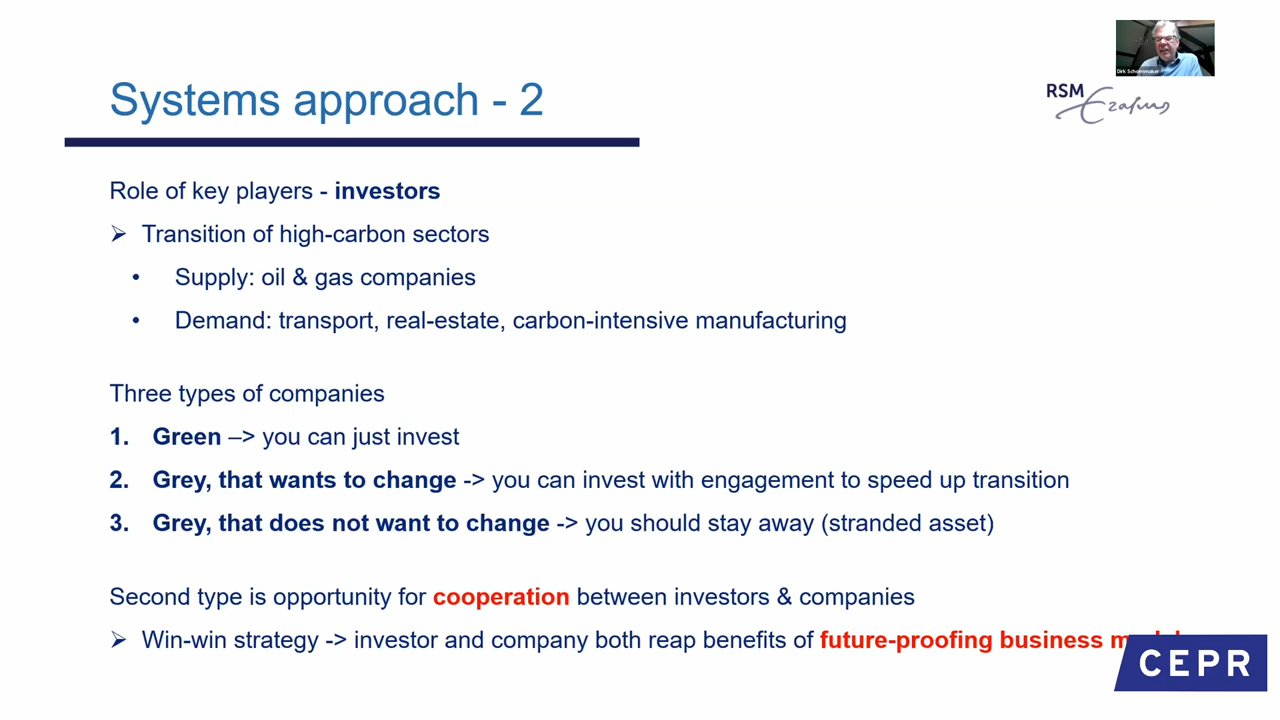 Dirk Schoenmaker
Systems approach - 2
RSM
Erasmus
Role of key players - investors
➢ Transition of high-carbon sectors
• Supply: oil & gas companies
• Demand: transport, real-estate, carbon-intensive manufacturing
Three types of companies
1. Green –> you can just invest
2. Grey, that wants to change -> you can invest with engagement to speed up transition
3. Grey, that does not want to change -> you should stay away (stranded asset)
Second type is opportunity for cooperation between investors & companies
➢ Win-win strategy -> investor and company both reap benefits of future-proofing business
CEPR